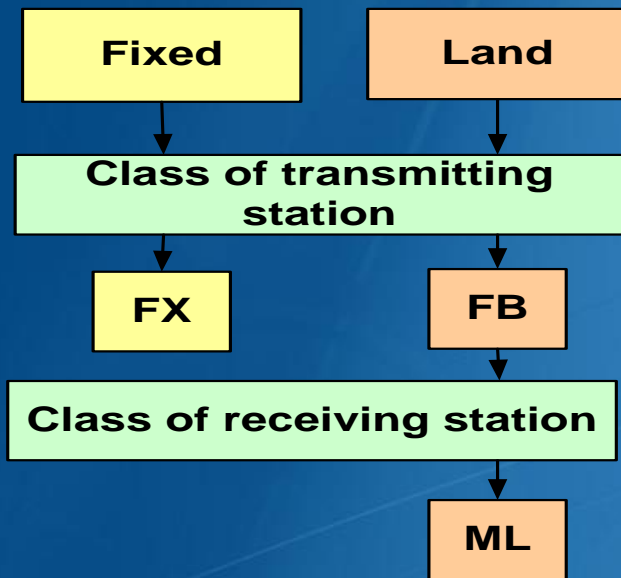 Fixed
Land
Class of transmitting
station
FX
FB
Class of receiving station
ML